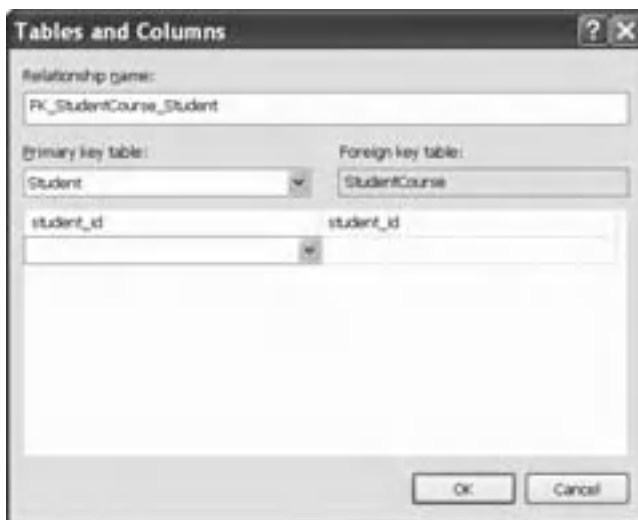 Tables and Columns
Relationship name:
FK_StudentCourse_Student
Primary key table:
Foreign key table:
Student
StudentCourse
student_id
student_id
OK
Cancel